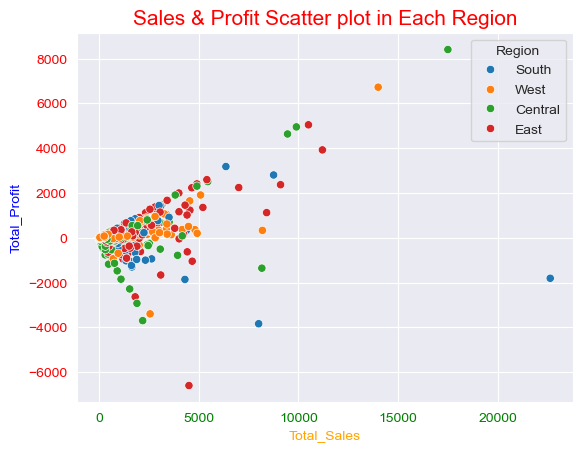 Sales & Profit Scatter plot in Each Region
Region
South
West
Central
East
8000
6000
4000
2000
0
−2000
−4000
−6000
Total_Profit
0 5000 10000 15000 20000
Total_Sales